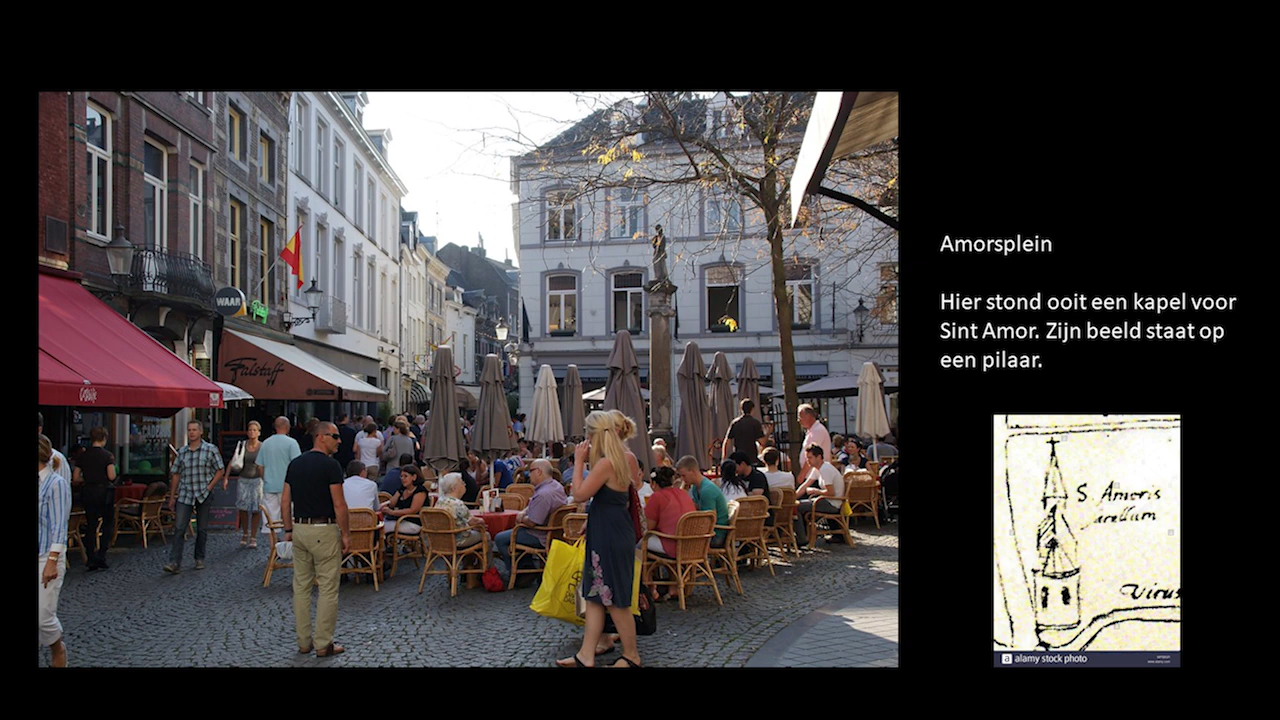 WAAR
Falstaff
Amorsplein
Hier stond ooit een kapel voor
Sint Amor. Zijn beeld staat op
een pilaar.
S. Amoris
Virus
a alamy stock photo